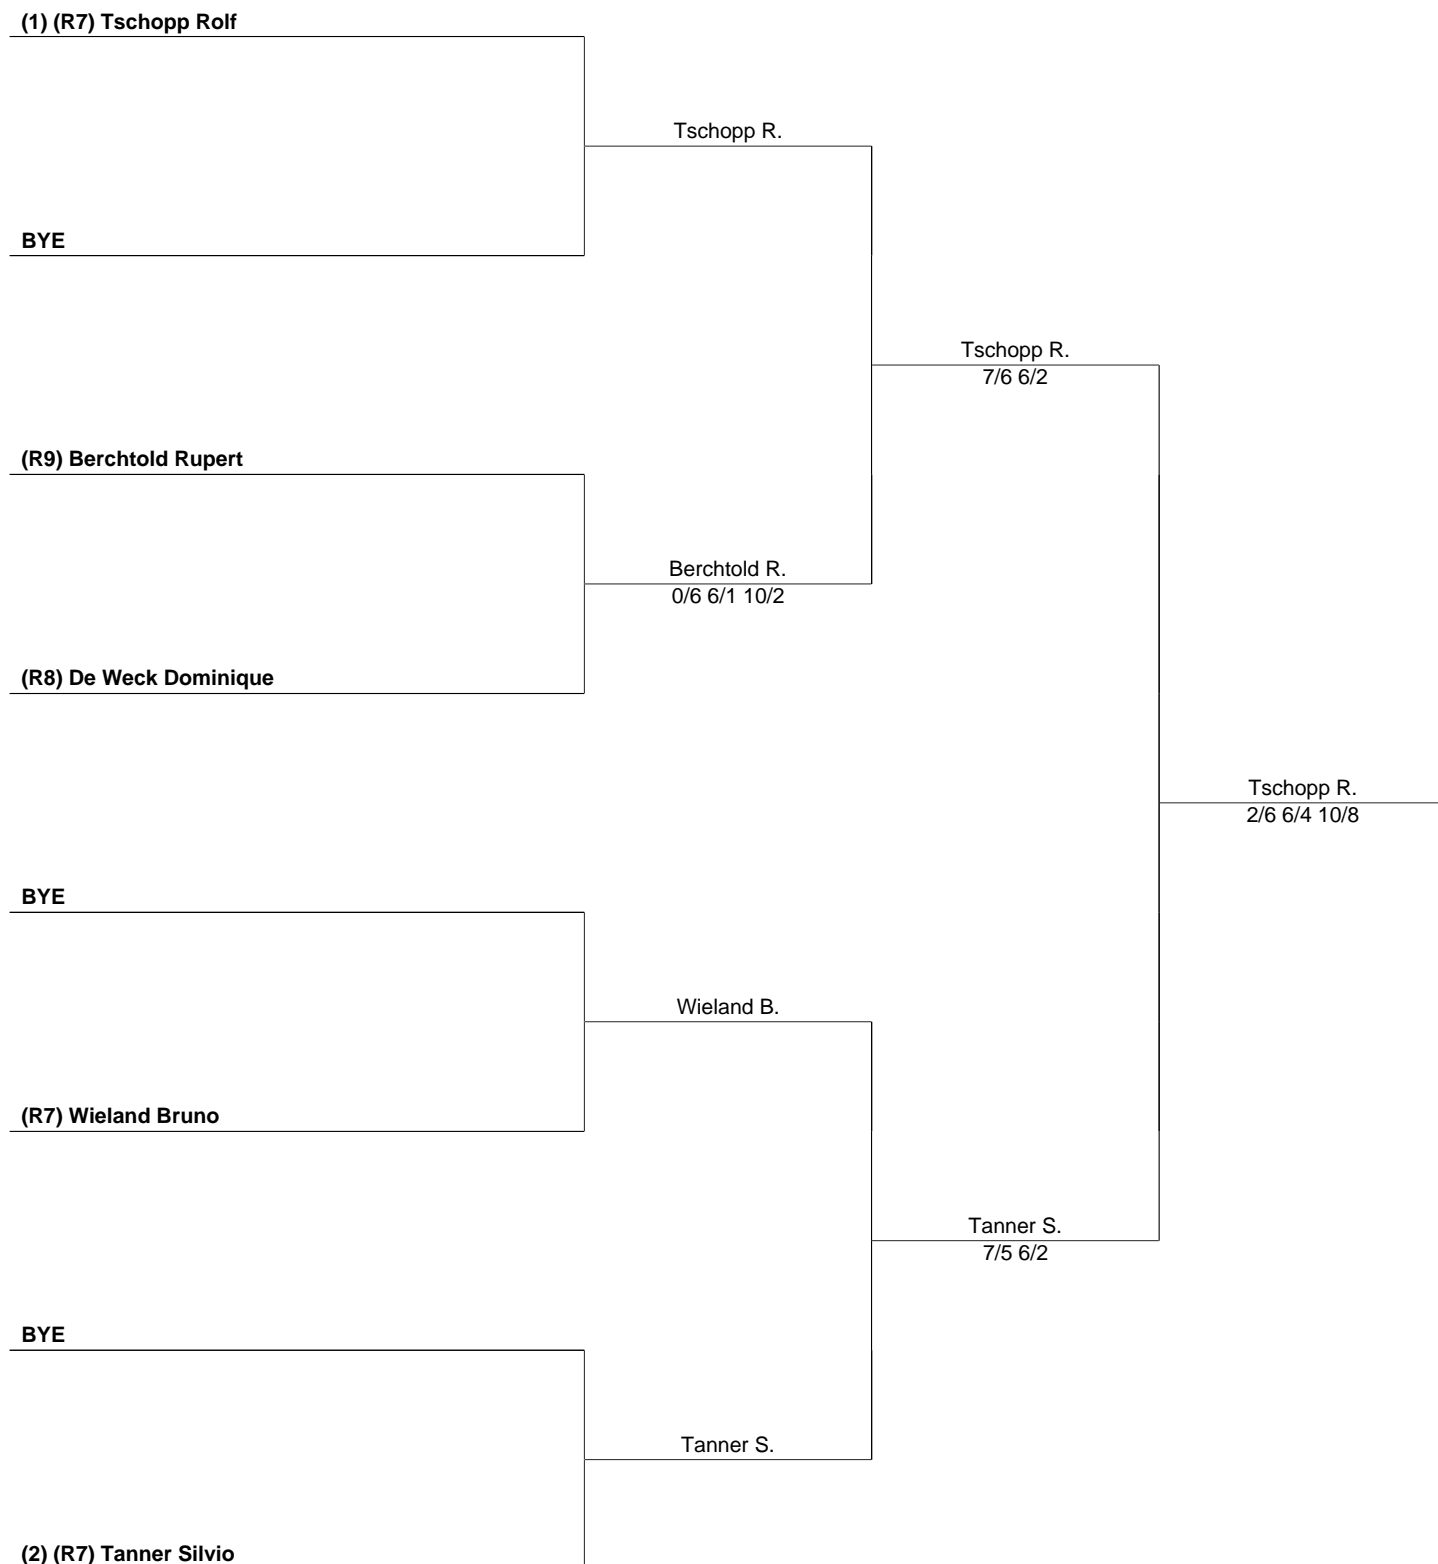 (1) (R7) Tschopp Rolf
Tschopp R.
BYE
Tschopp R.
7/6 6/2
(R9) Berchtold Rupert
Berchtold R.
0/6 6/1 10/2
(R8) De Weck Dominique
Tschopp R.
2/6 6/4 10/8
BYE
Wieland B.
(R7) Wieland Bruno
Tanner S.
7/5 6/2
BYE
Tanner S.
(2) (R7) Tanner Silvio